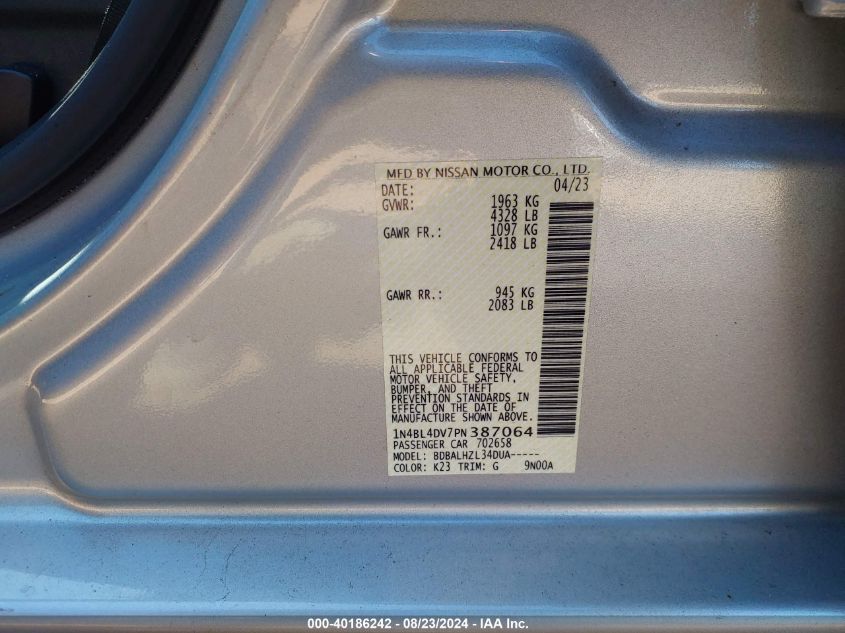 MFD BY NISSAN MOTOR CO., LTD.
DATE: 04/23
GVWR: 1963 KG
4328 LB
GAWR FR.: 1097 KG
2418 LB
GAWR RR.: 945 KG
2083 LB
THIS VEHICLE CONFORMS TO
ALL APPLICABLE FEDERAL
MOTOR VEHICLE SAFETY,
BUMPER, AND THEFT
PREVENTION STANDARDS IN
EFFECT ON THE DATE OF
MANUFACTURE SHOWN ABOVE.
1N4BL4DV7PN387064
PASSENGER CAR 702658
MODEL: BDBALHZL34DUA-----
COLOR: K23 TRIM: G 9N00A
000-40186242 - 08/23/2024 - © IAA Inc.